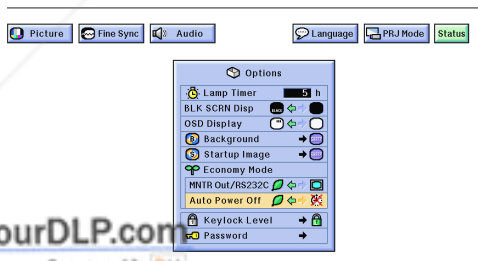 Picture
Fine Sync
Audio
Language
PRJ Mode
Status
Options
Lamp Timer 5 h
BLK SCRN Disp
OSD Display
Background
Startup Image
Economy Mode
MNTR Out/RS232C
Auto Power Off
Keylock Level
Password
ourDLP.com